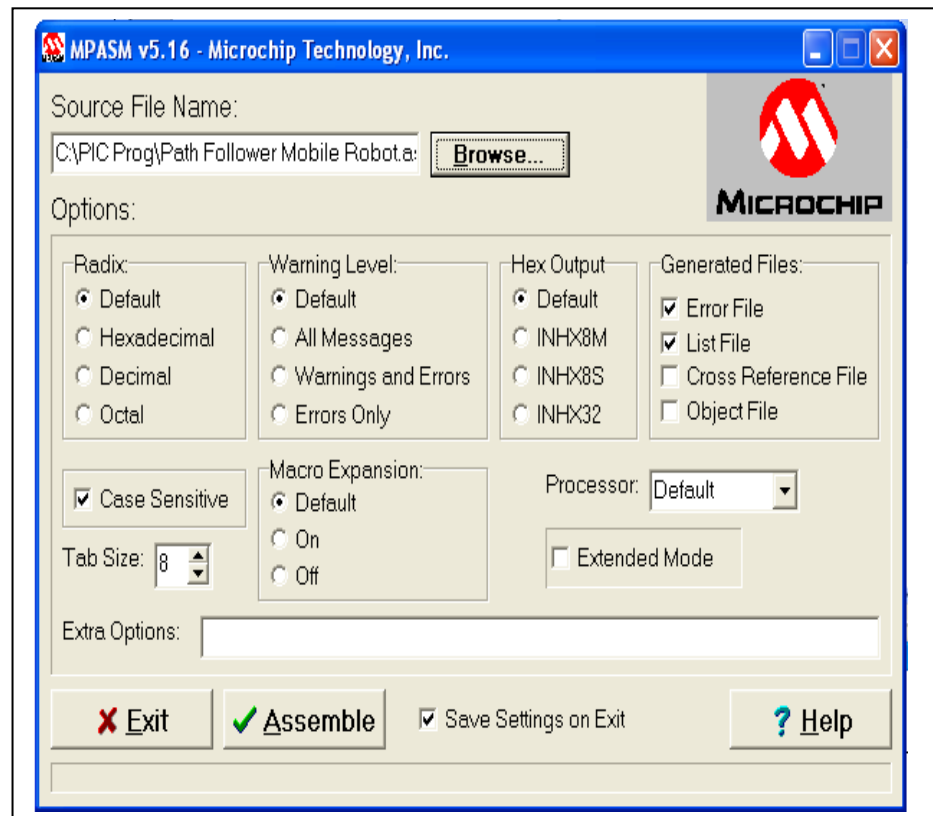 MPASM v5.16 - Microchip Technology, Inc.
Source File Name:
C:\PIC Prog\Path Follower Mobile Robot.a
Browse...
MICROCHIP
Options:
Radix:
Default
Hexadecimal
Decimal
Octal
Warning Level:
Default
All Messages
Warnings and Errors
Errors Only
Hex Output
Default
INHX8M
INHX8S
INHX32
Generated Files:
Error File
List File
Cross Reference File
Object File
Case Sensitive
Tab Size: 8
Macro Expansion:
Default
On
Off
Processor: Default
Extended Mode
Extra Options:
Exit
Assemble
Save Settings on Exit
? Help